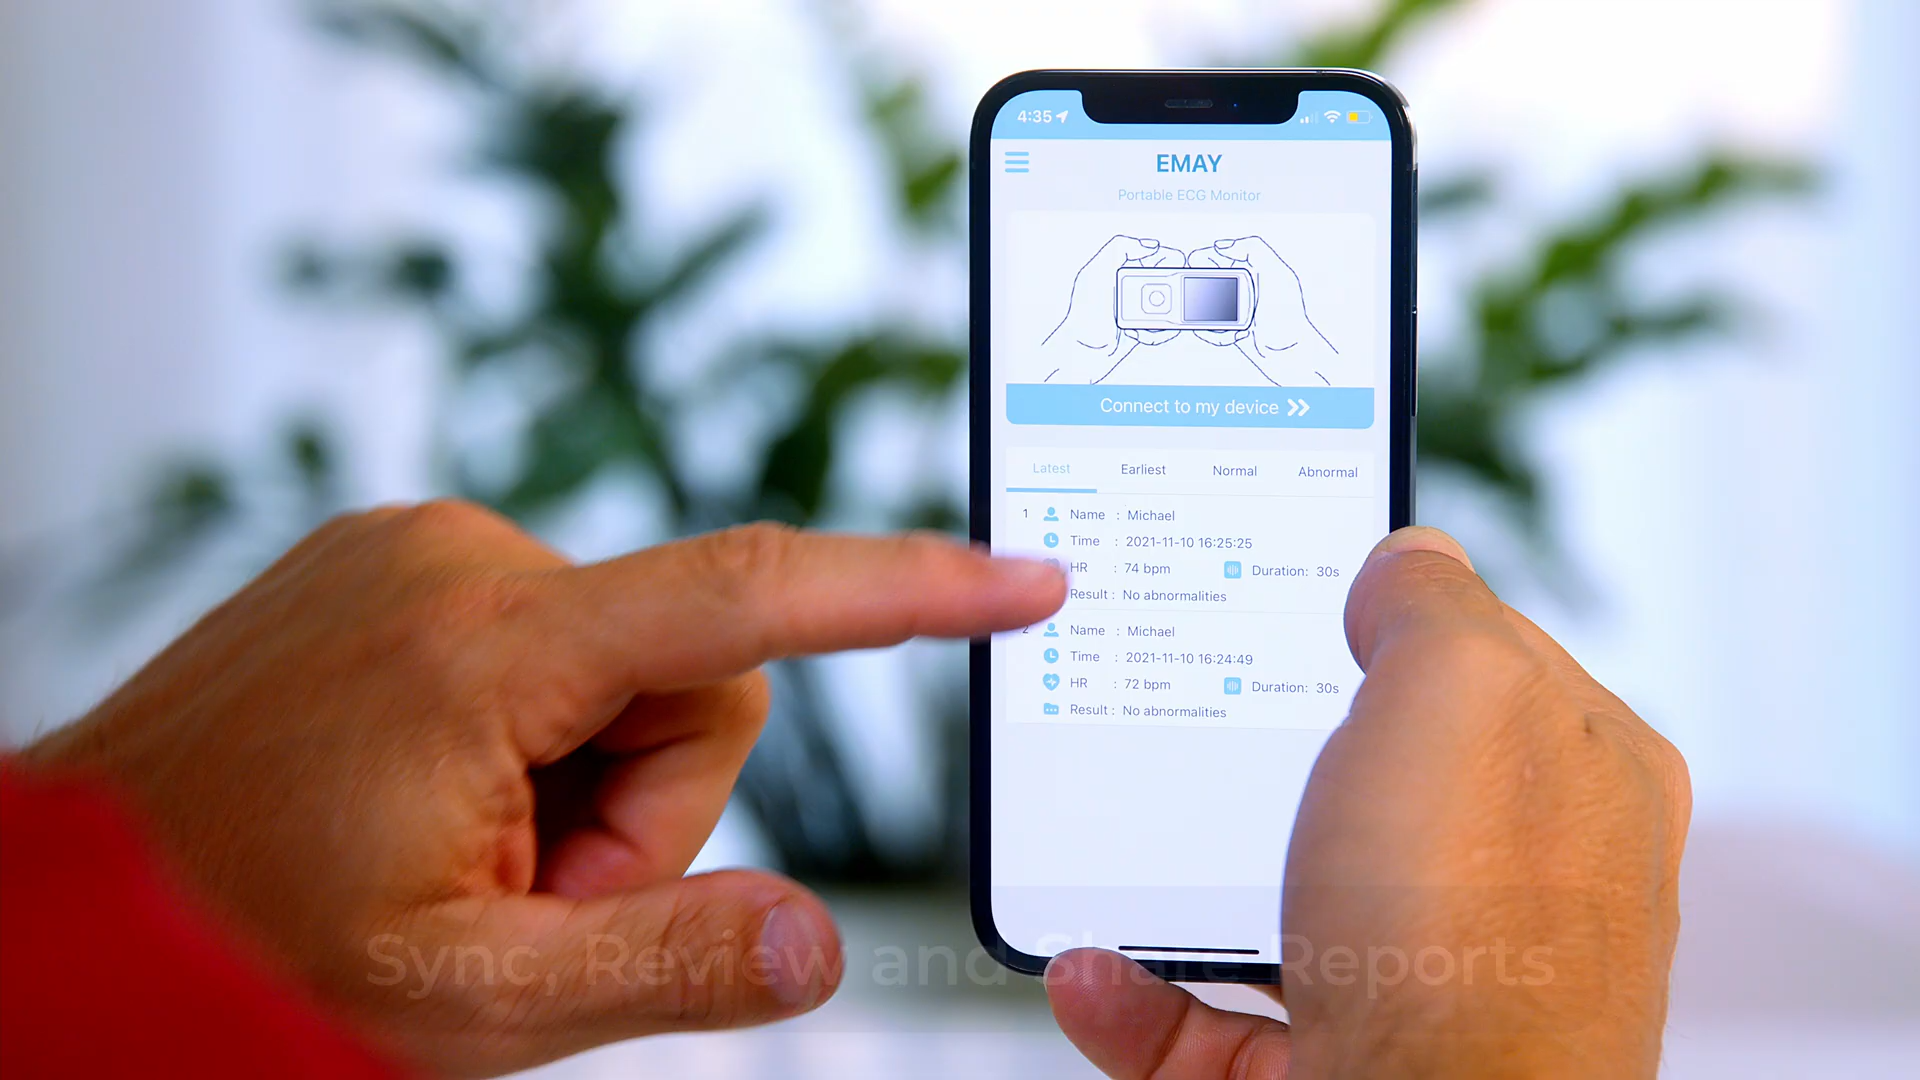 4:35
EMAY
Portable ECG Monitor
Connect to my device
Latest Earliest Normal Abnormal
1 Name : Michael
Time : 2021-11-10 16:25:25
HR : 74 bpm Duration: 30s
Result : No abnormalities
2 Name : Michael
Time : 2021-11-10 16:24:49
HR : 72 bpm Duration: 30s
Result : No abnormalities
Sync, Review and Share Reports